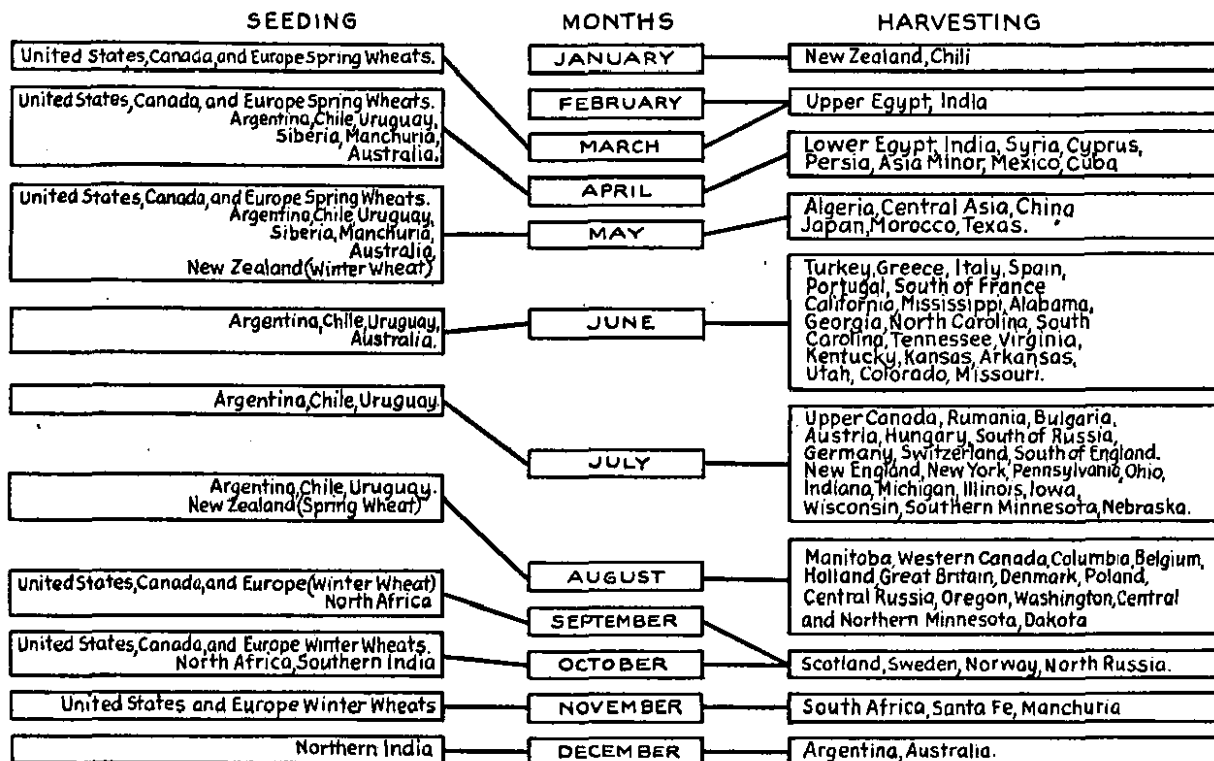 SEEDING
MONTHS
HARVESTING
United States, Canada, and Europe Spring Wheats.
United States, Canada, and Europe Spring Wheats.
Argentina, Chile, Uruguay,
Siberia, Manchuria,
Australia.
United States, Canada, and Europe Spring Wheats.
Argentina, Chile, Uruguay,
Siberia, Manchuria,
Australia,
New Zealand (Winter Wheat)
Argentina, Chile, Uruguay,
Australia.
Argentina, Chile, Uruguay.
Argentina, Chile, Uruguay.
New Zealand (Spring Wheat)
United States, Canada, and Europe (Winter Wheat)
North Africa
United States, Canada, and Europe Winter Wheats.
North Africa, Southern India
United States and Europe Winter Wheats
Northern India
JANUARY
FEBRUARY
MARCH
APRIL
MAY
JUNE
JULY
AUGUST
SEPTEMBER
OCTOBER
NOVEMBER
DECEMBER
New Zealand, Chili
Upper Egypt, India
Lower Egypt, India, Syria, Cyprus,
Persia, Asia Minor, Mexico, Cuba
Algeria, Central Asia, China
Japan, Morocco, Texas.
Turkey, Greece, Italy, Spain,
Portugal, South of France
California, Mississippi, Alabama,
Georgia, North Carolina, South
Carolina, Tennessee, Virginia,
Kentucky, Kansas, Arkansas,
Utah, Colorado, Missouri.
Upper Canada, Rumania, Bulgaria,
Austria, Hungary, South of Russia,
Germany, Switzerland, South of England.
New England, New York, Pennsylvania, Ohio,
Indiana, Michigan, Illinois, Iowa,
Wisconsin, Southern Minnesota, Nebraska.
Manitoba, Western Canada, Columbia, Belgium,
Holland, Great Britain, Denmark, Poland,
Central Russia, Oregon, Washington, Central
and Northern Minnesota, Dakota
Scotland, Sweden, Norway, North Russia.
South Africa, Santa Fe, Manchuria
Argentina, Australia.